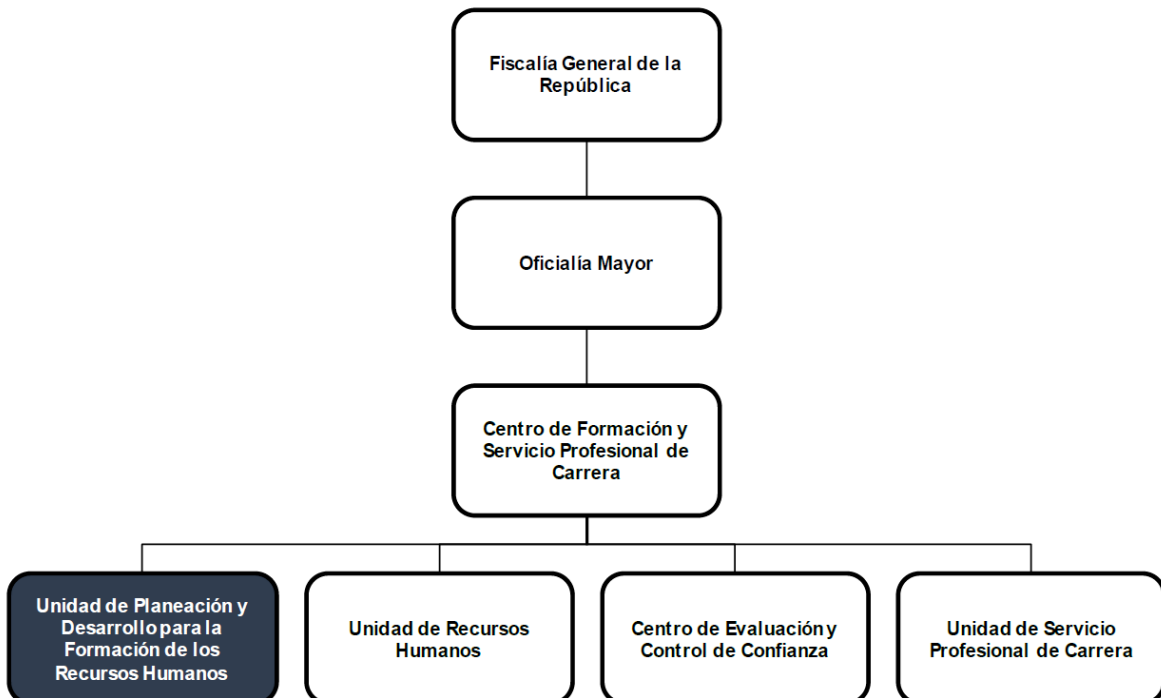 Fiscalía General de la
República
Oficialía Mayor
Centro de Formación y
Servicio Profesional de
Carrera
Unidad de Planeación y
Desarrollo para la
Formación de los
Recursos Humanos
Unidad de Recursos
Humanos
Centro de Evaluación y
Control de Confianza
Unidad de Servicio
Profesional de Carrera